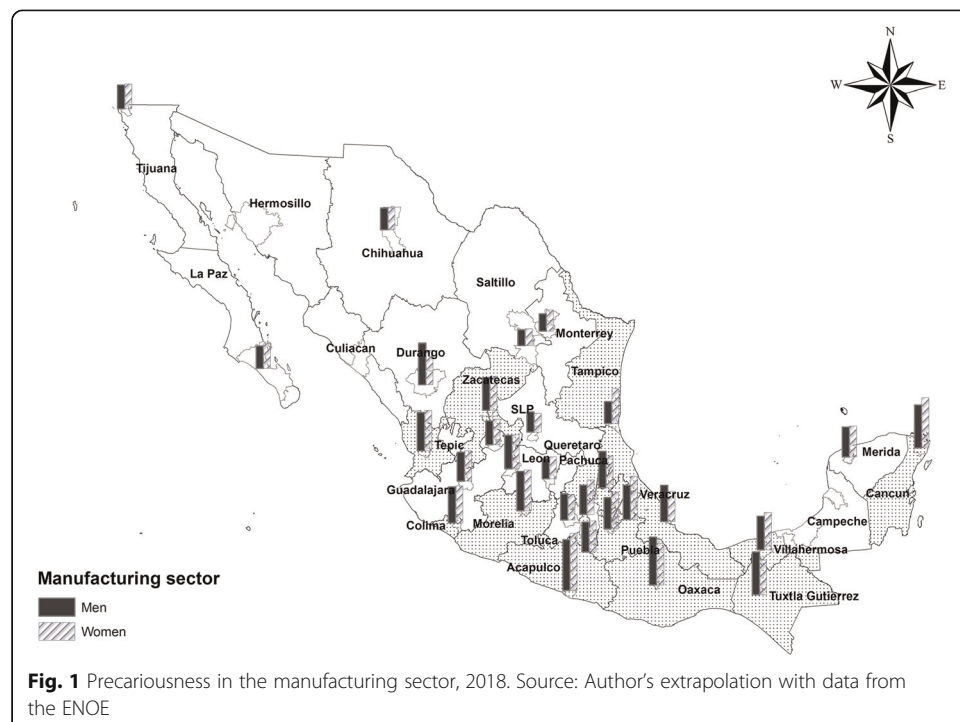 N
W
E
S
Tijuana
Hermosillo
Chihuahua
La Paz
Saltillo
Monterrey
Culiacan
Durango
Tampico
Zacatecas
SLP
Tepic
Leon
Queretaro
Pachuca
Merida
Guadalajara
Veracruz
Cancun
Colima
Morelia
Campeche
Toluca
Puebla
Villahermosa
Acapulco
Oaxaca
Tuxtla Gutierrez
Manufacturing sector
Men
Women
Fig. 1 Precariousness in the manufacturing sector, 2018. Source: Author's extrapolation with data from
the ENOE